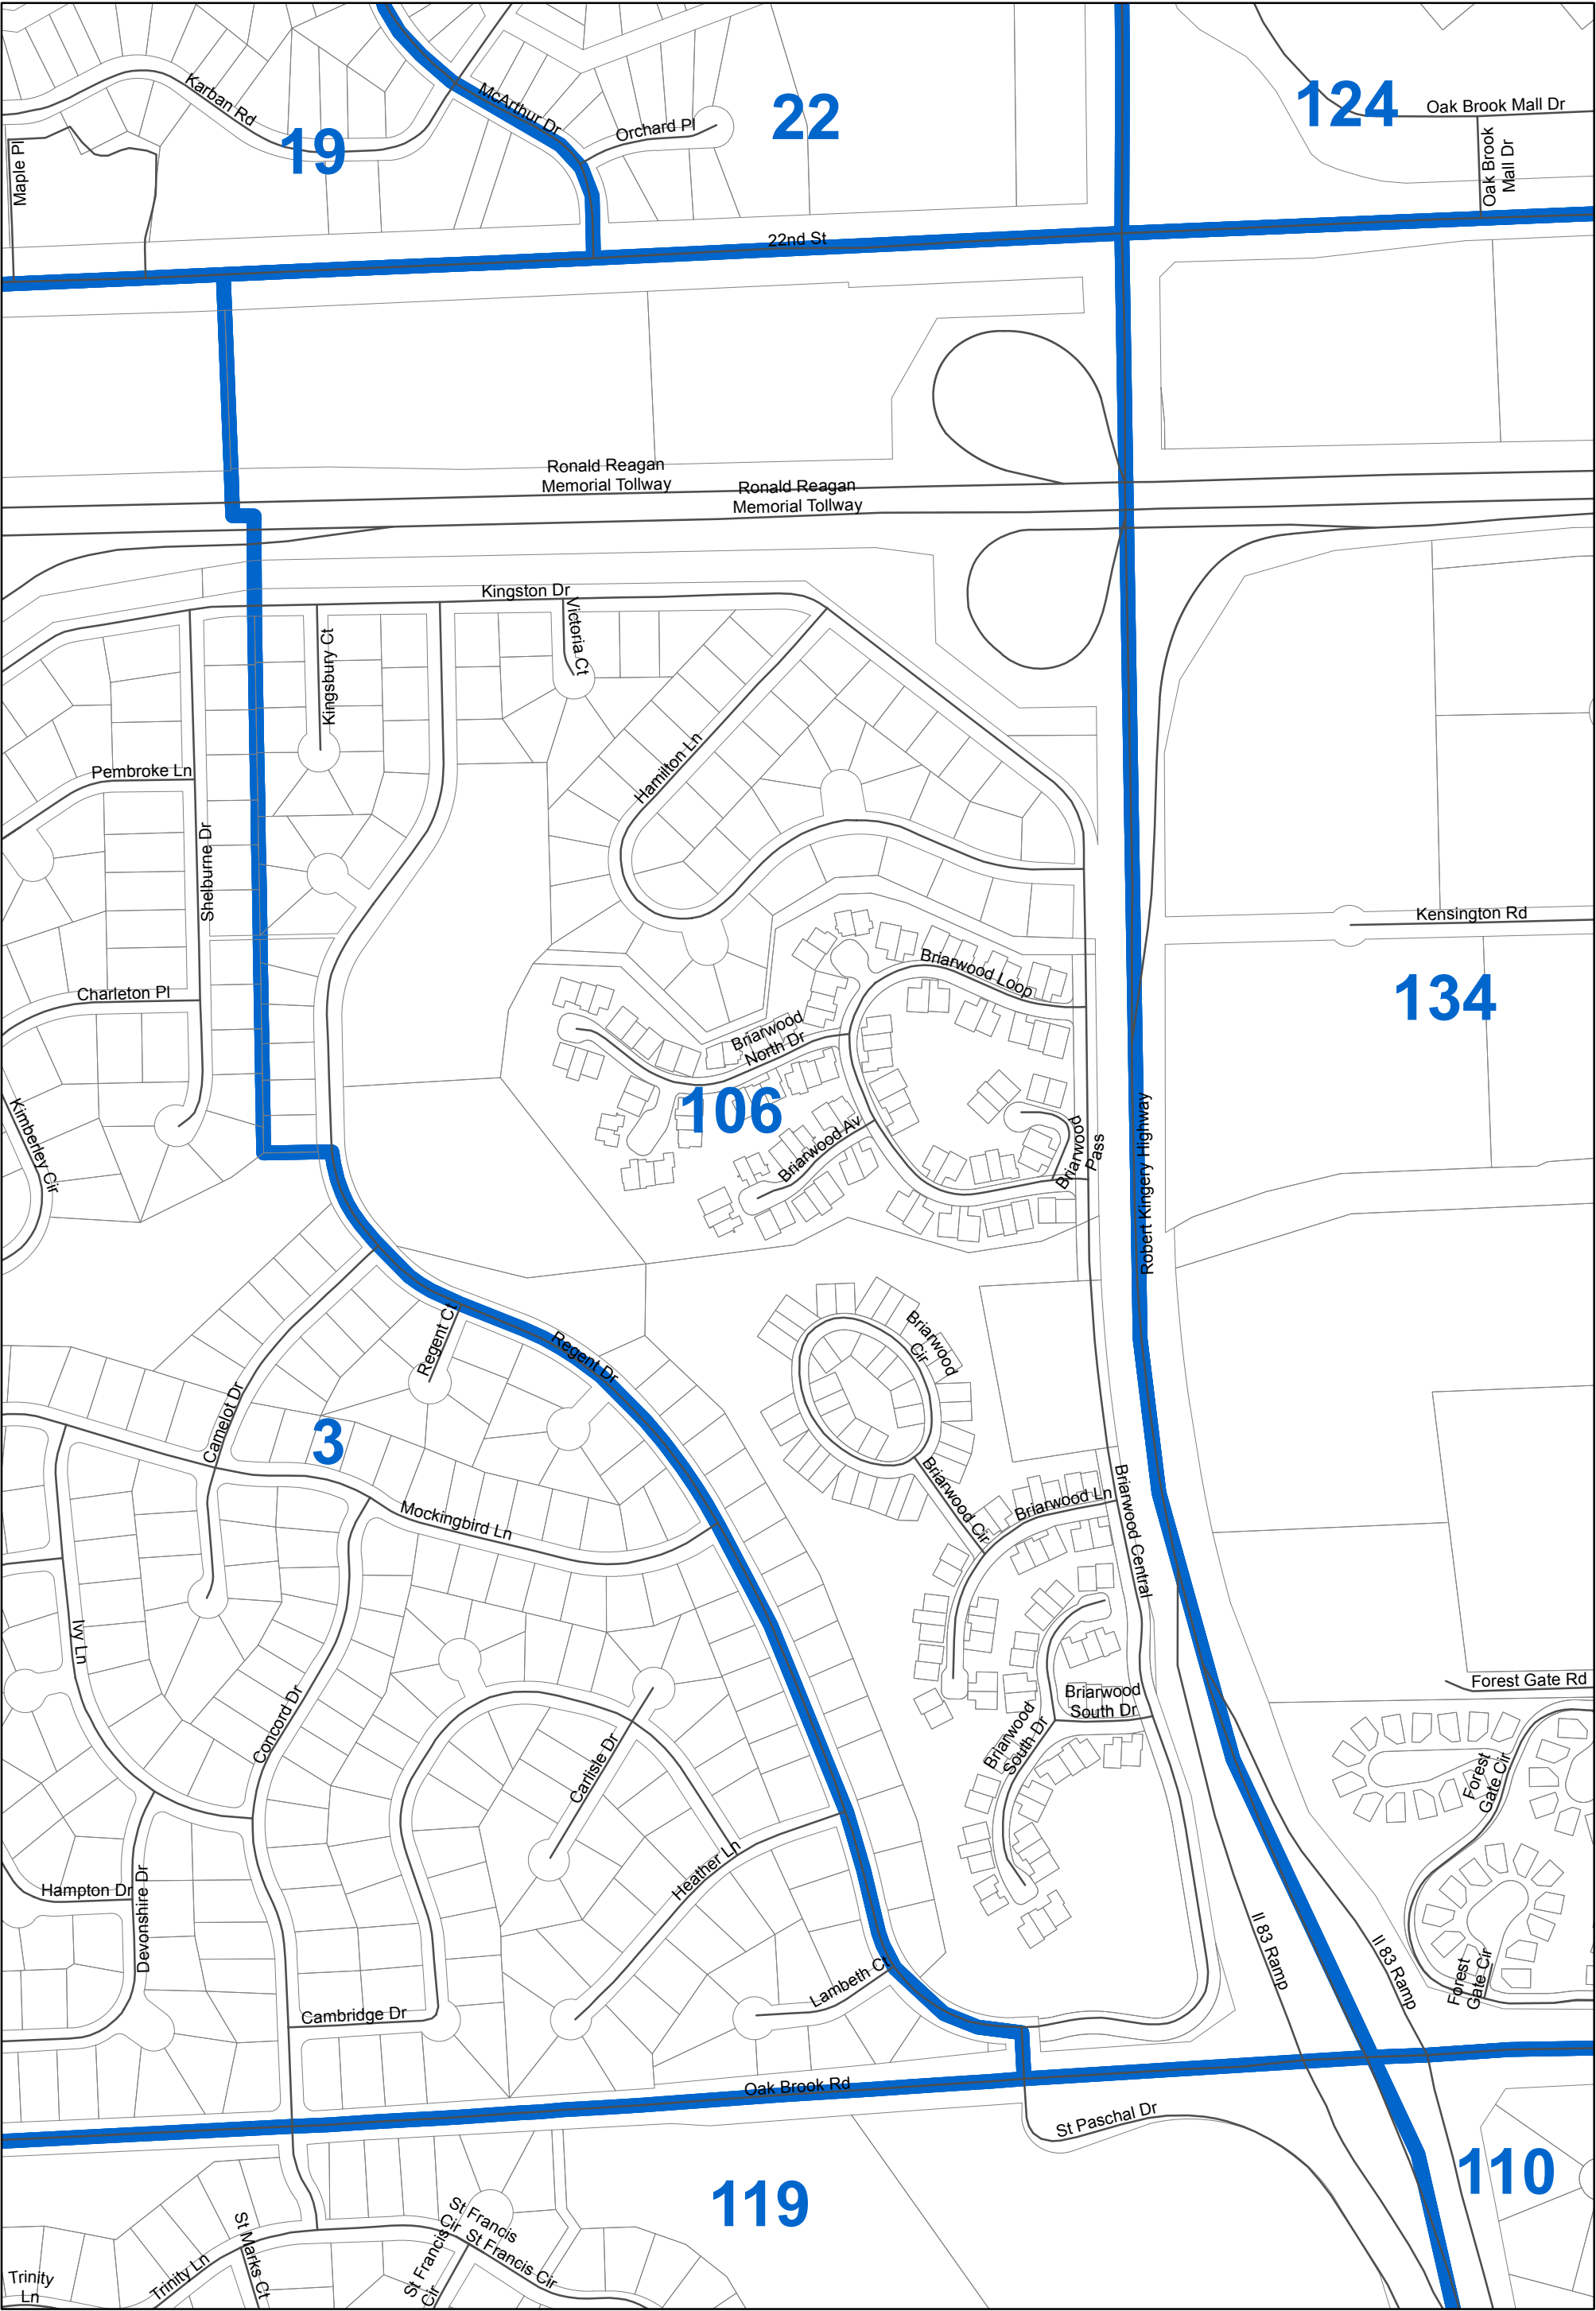 22
124
Oak Brook Mall Dr
Karban Rd
McArthur Dr
Orchard Pl
19
Maple Pl
Oak Brook
Mall Dr
22nd St
Ronald Reagan
Memorial Tollway
Ronald Reagan
Memorial Tollway
Kingston Dr
Victoria Ct
Kingsbury Ct
Hamilton Ln
Pembroke Ln
Shelburne Dr
Kensington Rd
Briarwood Loop
134
Charleton Pl
Briarwood
North Dr
106
Kimberley Cir
Briarwood Av
Briarwood
Pass
Robert Kingery Highway
Regent Ct
Regent Dr
Briarwood
Cir
Camelot Dr
3
Mockingbird Ln
Briarwood Cir
Briarwood Ln
Briarwood Central
Ivy Ln
Concord Dr
Forest Gate Rd
Briarwood
South Dr
Briarwood
South Dr
Carlisle Dr
Forest
Gate Cir
Heather Ln
Hampton Dr
Devonshire Dr
Il 83 Ramp
Il 83 Ramp
Forest
Gate Cir
Lambeth Ct
Cambridge Dr
Oak Brook Rd
St Paschal Dr
110
119
St Francis
Cir
St Francis Cir
St Francis
Cir
St Marks Ct
Trinity Ln
Trinity
Ln